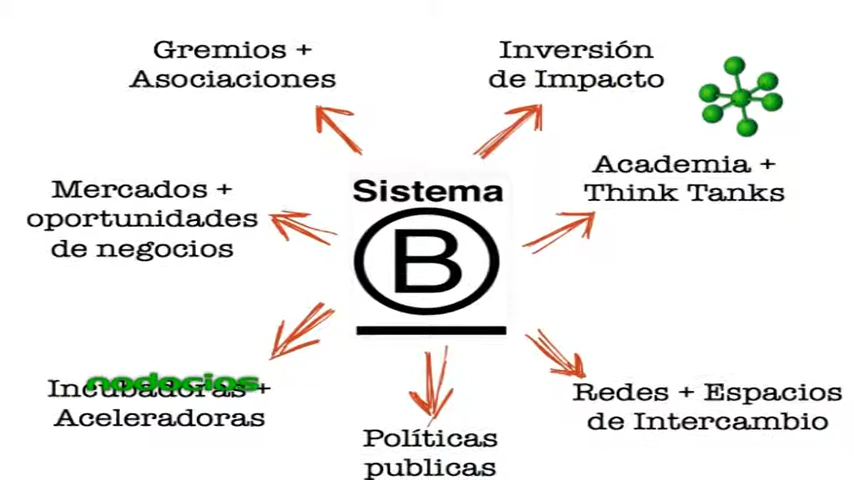 Gremios +
Asociaciones
Inversión
de Impacto
Academia +
Think Tanks
Mercados +
oportunidades
de negocios
Sistema
B
nodocios
Incubadoras +
Aceleradoras
Políticas
publicas
Redes + Espacios
de Intercambio